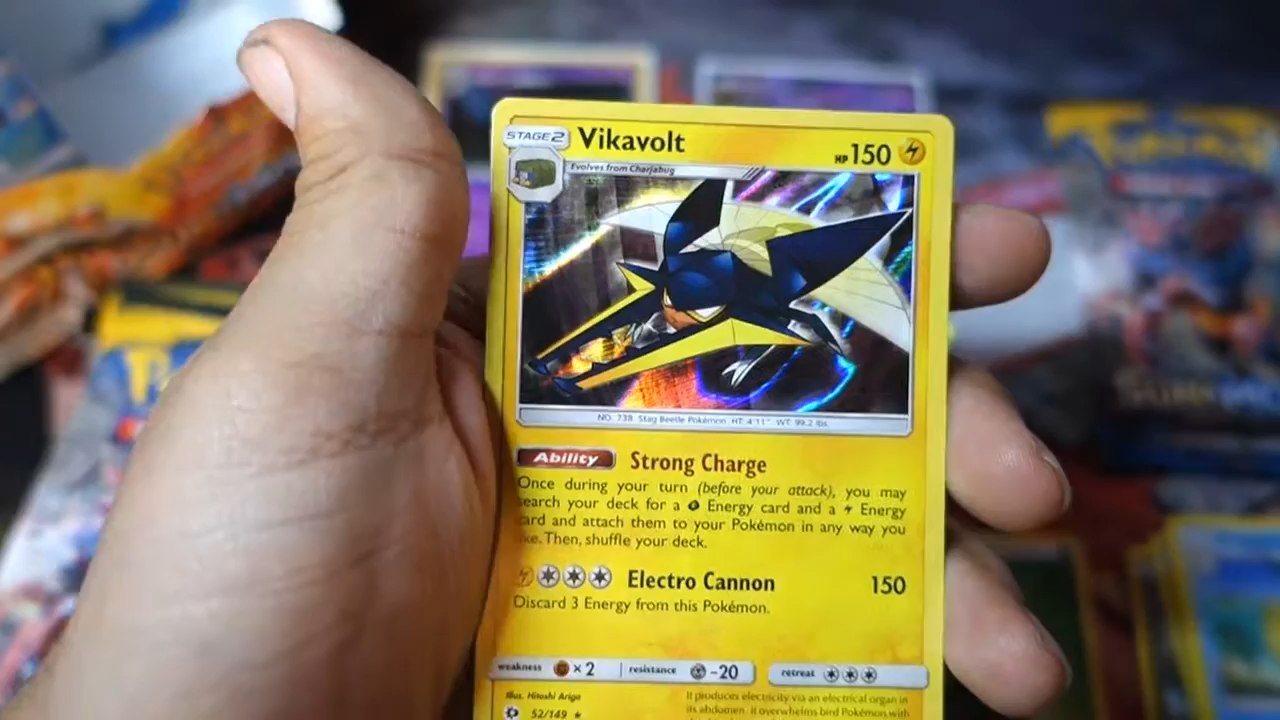 STAGE2 Vikavolt HP 150
Evolves from Charjabug
NO. 738 Stag Beetle Pokémon HT: 4'11" WT: 99.2 lbs.
Ability Strong Charge
Once during your turn (before your attack), you may
search your deck for a Energy card and a Energy
card and attach them to your Pokémon in any way you
Then, shuffle your deck.
Electro Cannon 150
Discard 3 Energy from this Pokémon.
weakness ×2 resistance -20 retreat
Illus. Hitoshi Ariga
It produces electricity via an electrical organ in
52/149 ★
its abdomen. It overwhelms bird Pokémon with